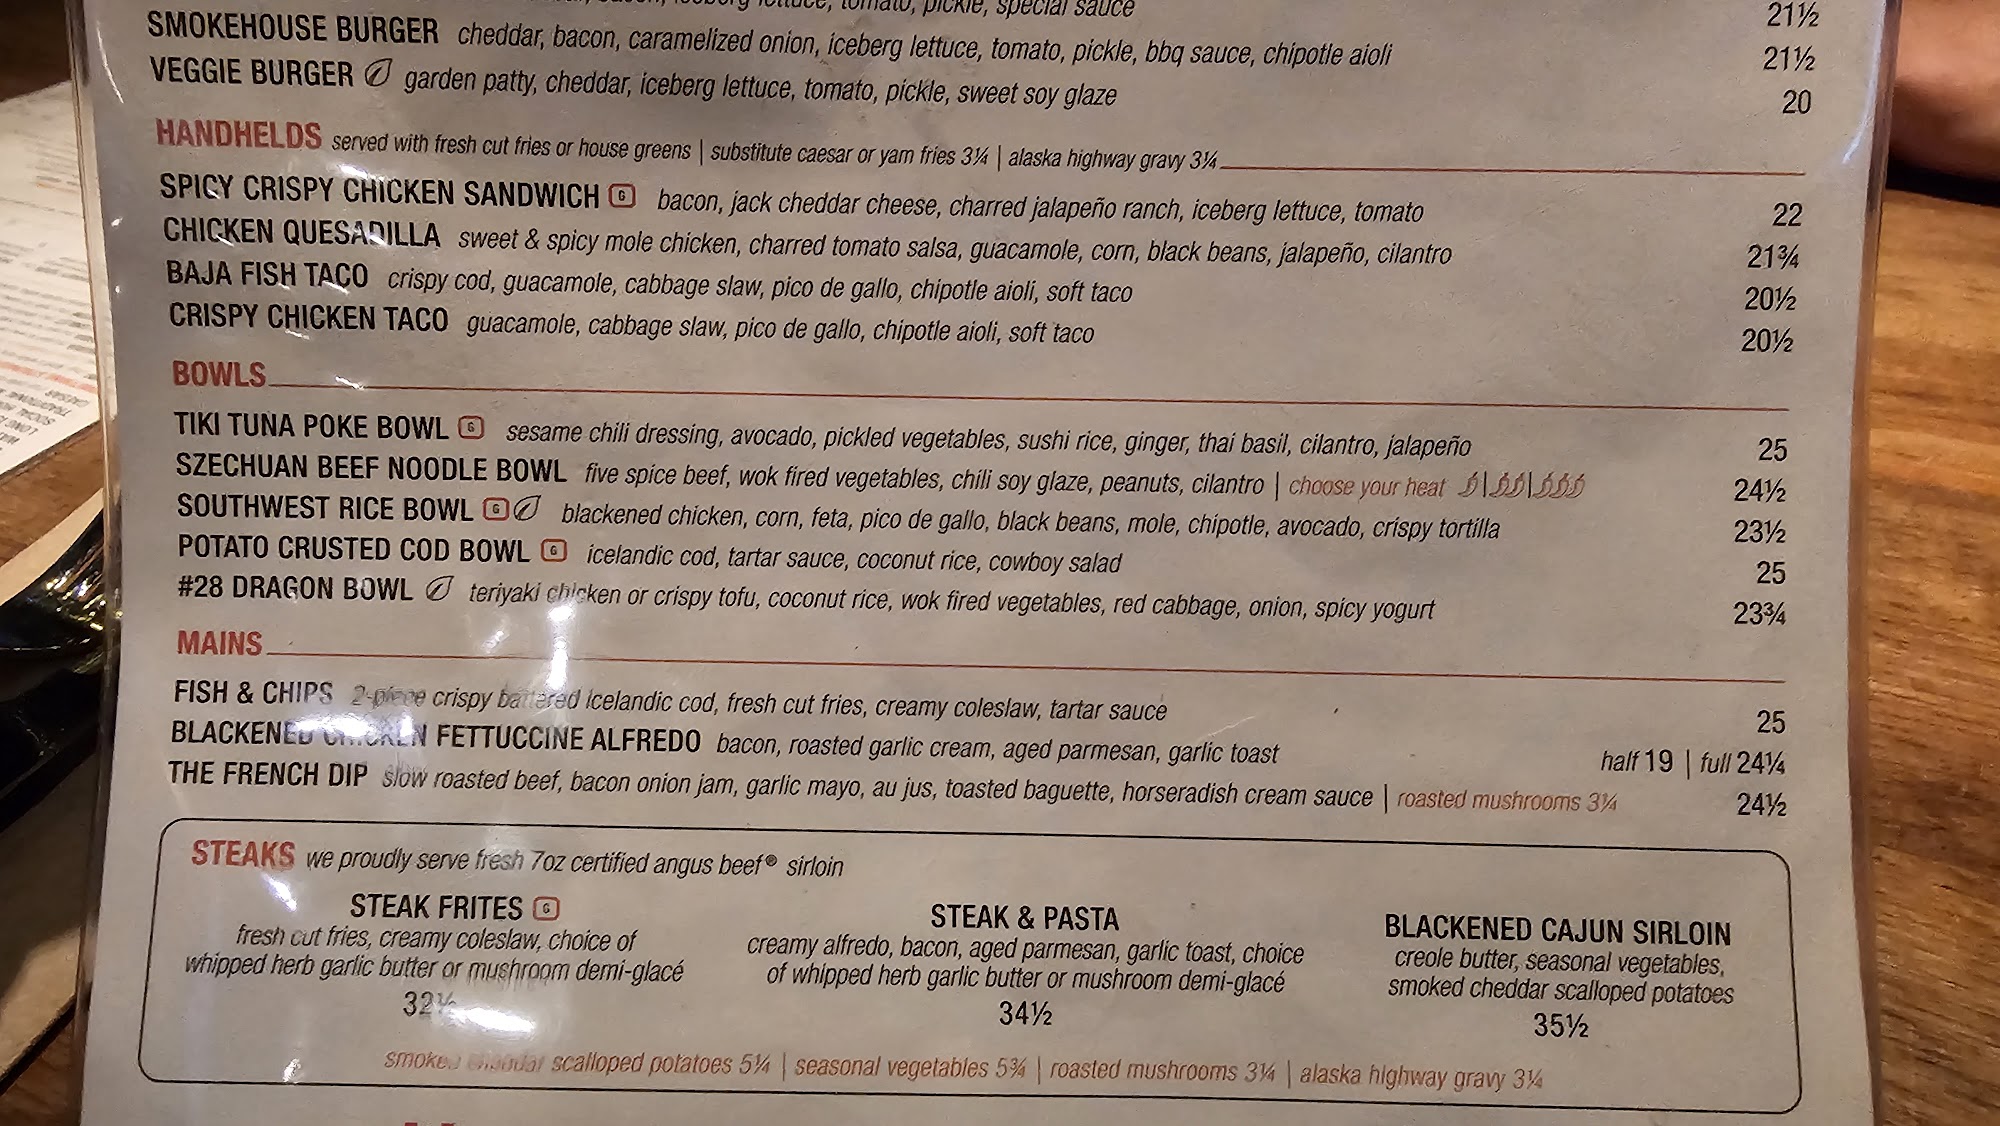 lettuce, tomato, pickle, special sauce 21½
SMOKEHOUSE BURGER cheddar, bacon, caramelized onion, iceberg lettuce, tomato, pickle, bbq sauce, chipotle aioli 21½
VEGGIE BURGER garden patty, cheddar, iceberg lettuce, tomato, pickle, sweet soy glaze 20
HANDHELDS served with fresh cut fries or house greens | substitute caesar or yam fries 3¼ | alaska highway gravy 3¼
SPICY CRISPY CHICKEN SANDWICH G bacon, jack cheddar cheese, charred jalapeño ranch, iceberg lettuce, tomato 22
CHICKEN QUESADILLA sweet & spicy mole chicken, charred tomato salsa, guacamole, corn, black beans, jalapeño, cilantro 21¾
BAJA FISH TACO crispy cod, guacamole, cabbage slaw, pico de gallo, chipotle aioli, soft taco 20½
CRISPY CHICKEN TACO guacamole, cabbage slaw, pico de gallo, chipotle aioli, soft taco 20½
BOWLS
TIKI TUNA POKE BOWL G sesame chili dressing, avocado, pickled vegetables, sushi rice, ginger, thai basil, cilantro, jalapeño 25
SZECHUAN BEEF NOODLE BOWL five spice beef, wok fired vegetables, chili soy glaze, peanuts, cilantro | choose your heat 24½
SOUTHWEST RICE BOWL G blackened chicken, corn, feta, pico de gallo, black beans, mole, chipotle, avocado, crispy tortilla 23½
POTATO CRUSTED COD BOWL G icelandic cod, tartar sauce, coconut rice, cowboy salad 25
#28 DRAGON BOWL teriyaki chicken or crispy tofu, coconut rice, wok fired vegetables, red cabbage, onion, spicy yogurt 23¾
MAINS
FISH & CHIPS 2-piece crispy battered icelandic cod, fresh cut fries, creamy coleslaw, tartar sauce 25
BLACKENED CHICKEN FETTUCCINE ALFREDO bacon, roasted garlic cream, aged parmesan, garlic toast half 19 | full 24¼
THE FRENCH DIP slow roasted beef, bacon onion jam, garlic mayo, au jus, toasted baguette, horseradish cream sauce | roasted mushrooms 3¼ 24½
STEAKS we proudly serve fresh 7oz certified angus beef® sirloin
STEAK FRITES G
fresh cut fries, creamy coleslaw, choice of
whipped herb garlic butter or mushroom demi-glacé
32½
STEAK & PASTA
creamy alfredo, bacon, aged parmesan, garlic toast, choice
of whipped herb garlic butter or mushroom demi-glacé
34½
BLACKENED CAJUN SIRLOIN
creole butter, seasonal vegetables,
smoked cheddar scalloped potatoes
35½
smoked cheddar scalloped potatoes 5¼ | seasonal vegetables 5¾ | roasted mushrooms 3¼ | alaska highway gravy 3¼